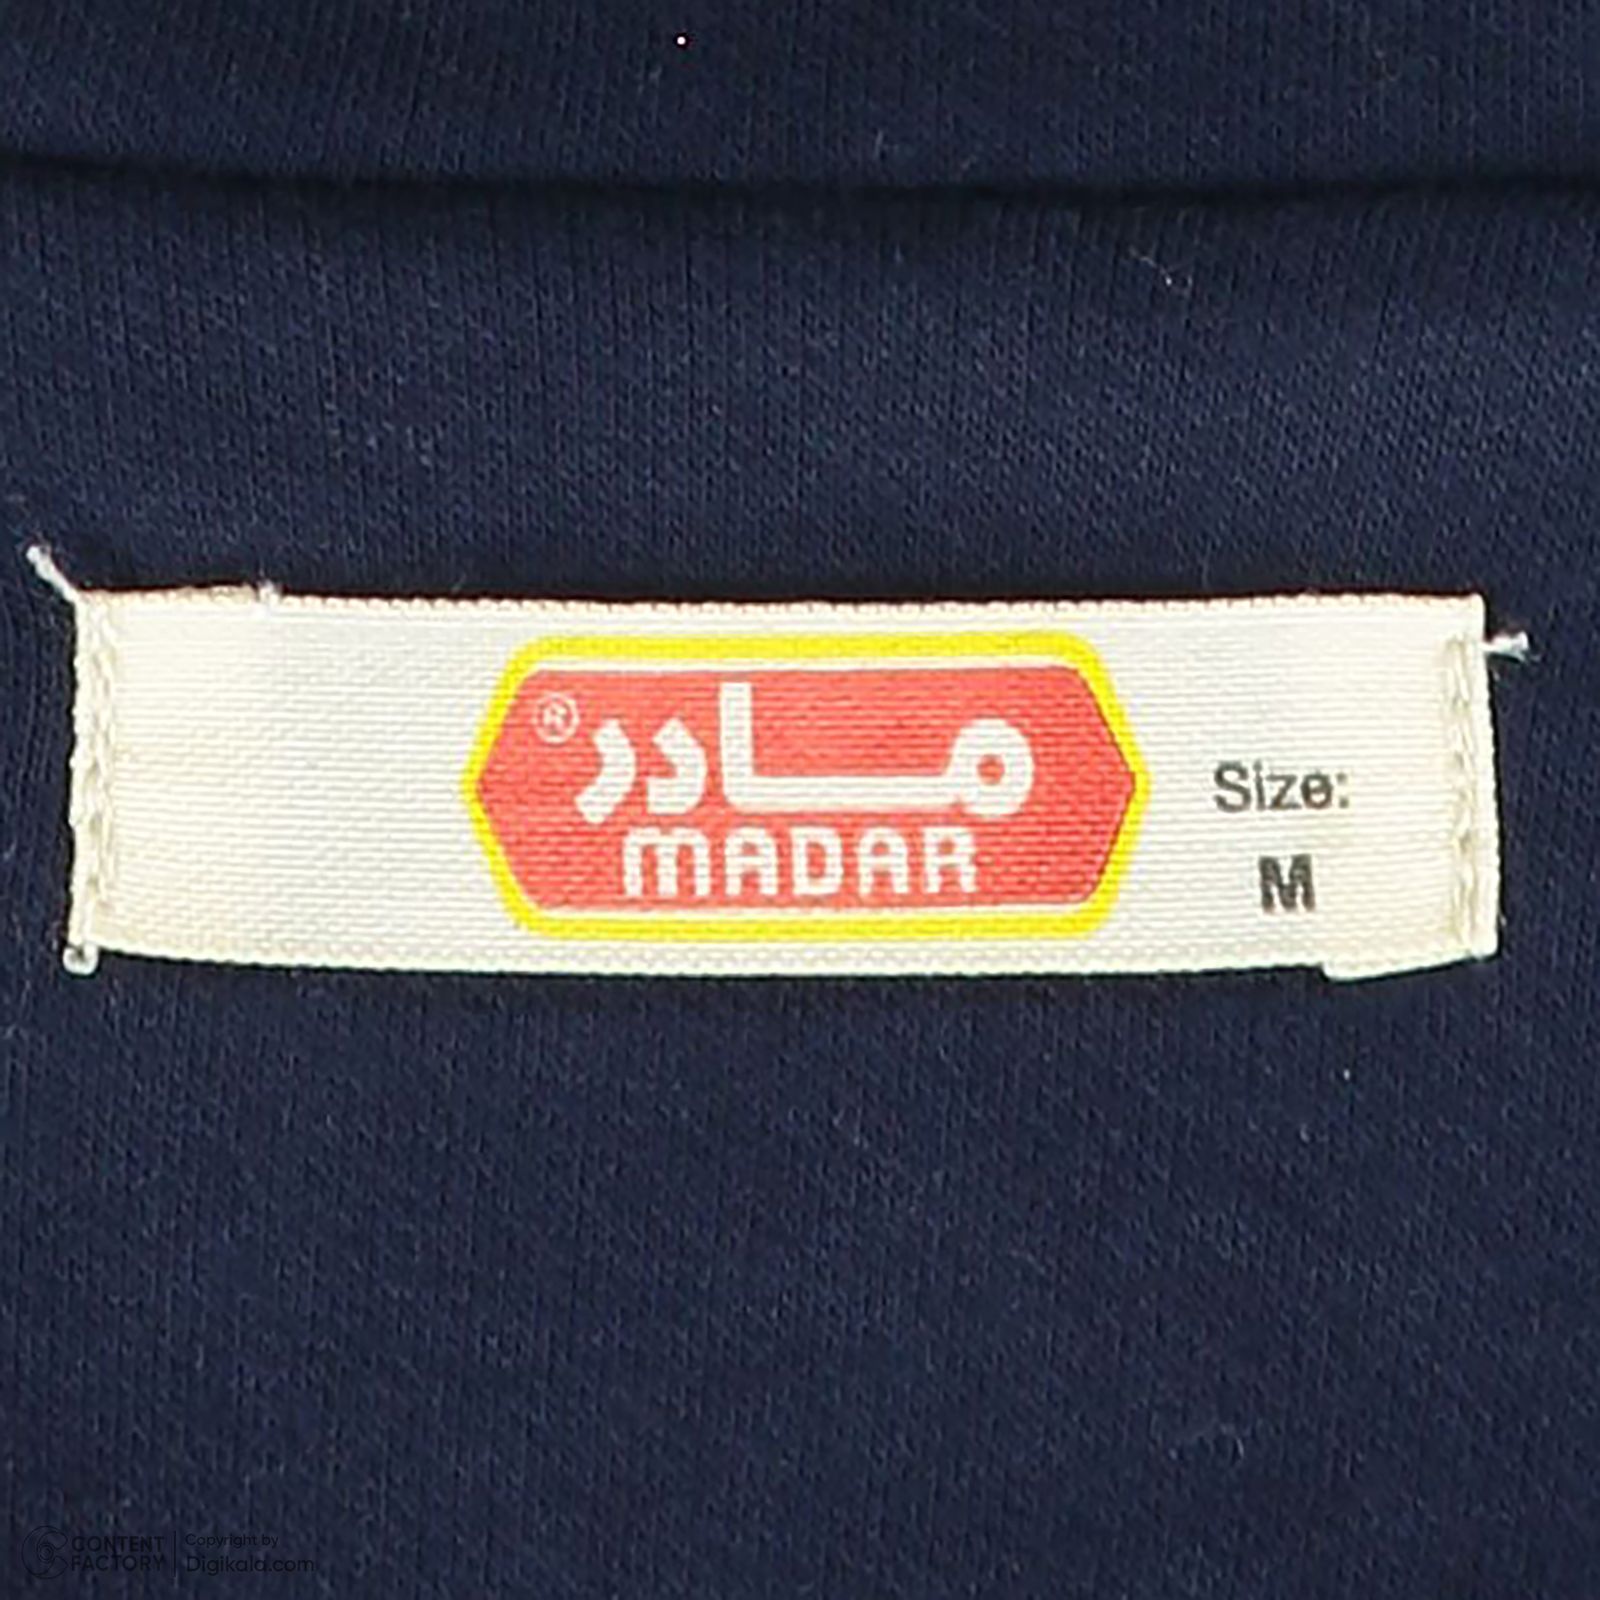 مادر ®
MADAR
Size:
M
CONTENT FACTORY
Copyright by
Digikala.com